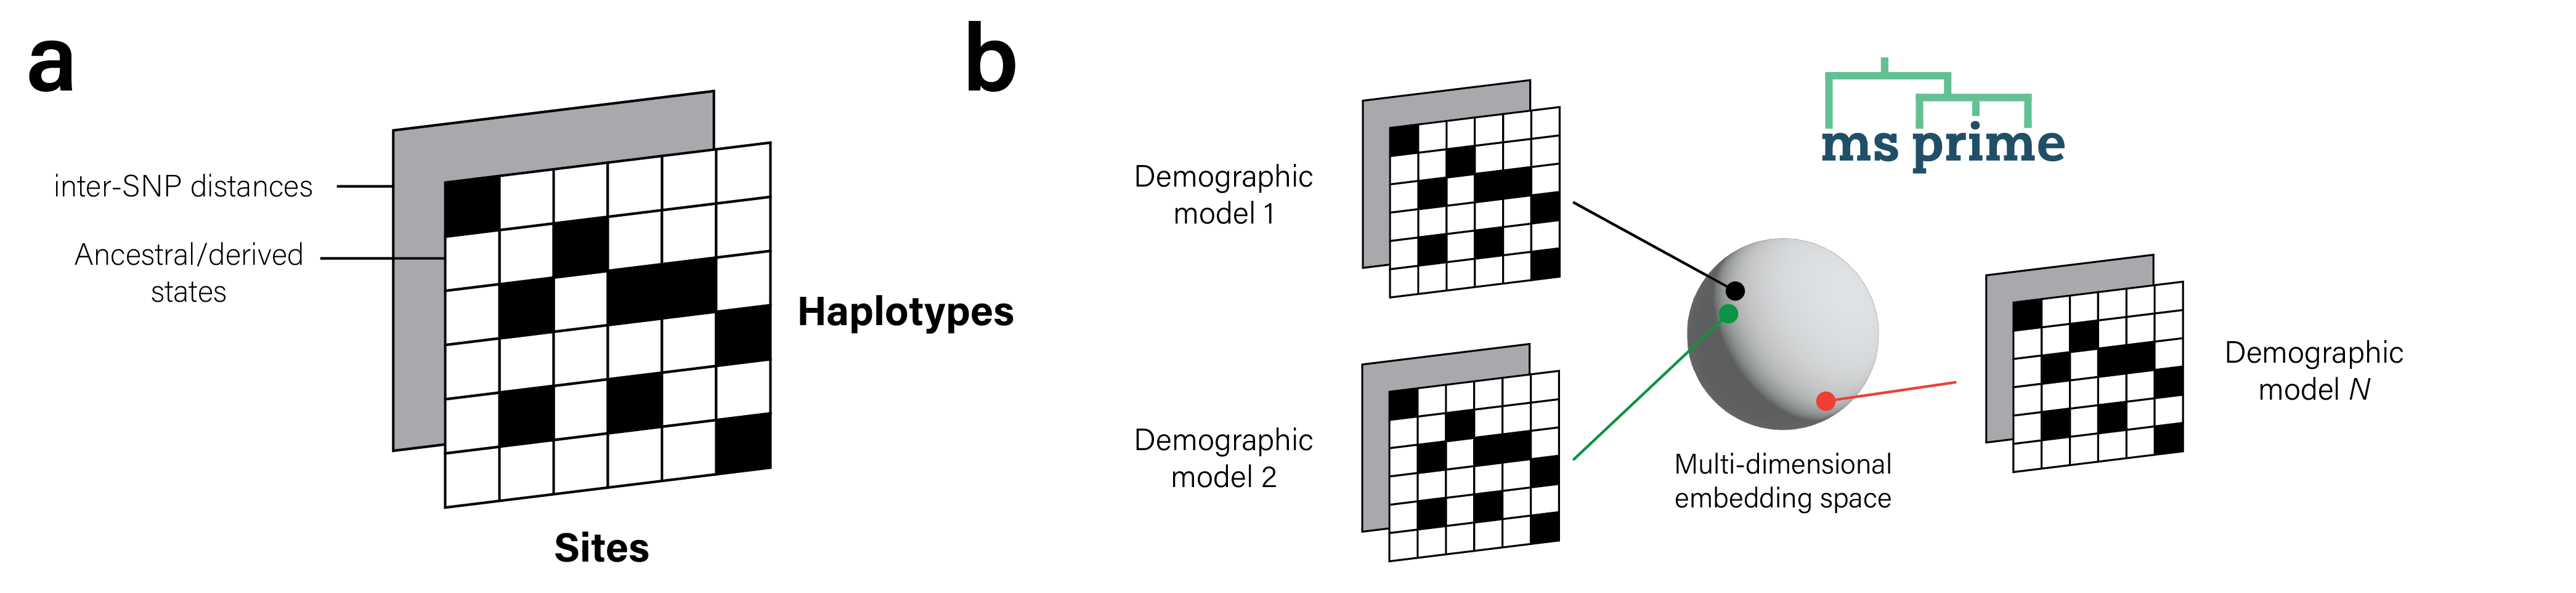 a
inter-SNP distances
Ancestral/derived
states
Haplotypes
Sites
b
Demographic
model 1
Demographic
model 2
ms prime
Multi-dimensional
embedding space
Demographic
model N